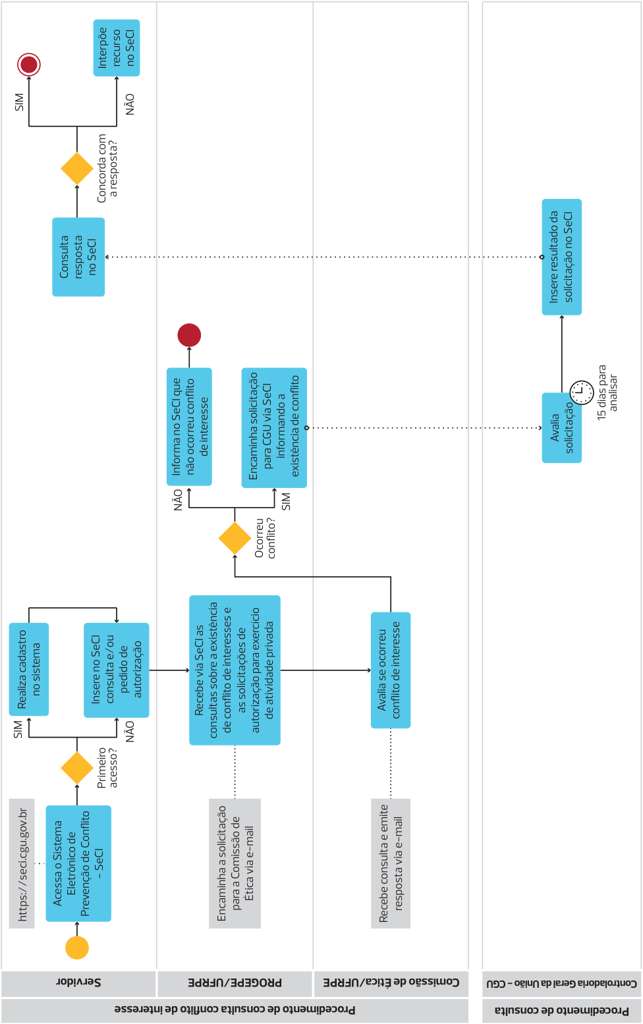 Procedimento de consulta conflito de interesse
Servidor
https://seci.cgu.gov.br
Acessa o Sistema
Eletrônico de
Prevenção de Conflito
- SeCI
Primeiro
acesso?
SIM
NÃO
Realiza cadastro
no sistema
Insere no SeCI
consulta e/ou
pedido de
autorização
Consulta
resposta
no SeCI
Concorda com
a resposta?
SIM
NÃO
Interpõe
recurso
no SeCI
PROGEPE/UFRPE
Encaminha a solicitação
para a Comissão de
Etica via e-mail
Recebe via SeCI as
consultas sobre a existência
de conflito de interesses e
as solicitações de
autorização para exercício
de atividade privada
Ocorreu
conflito?
NÃO
SIM
Informa no SeCI que
não ocorreu conflito
de interesse
Encaminha solicitação
para CGU via SeCI
Informando a
existência de conflito
Comissão de Ética/UFRPE
Recebe consulta e emite
resposta via e-mail
Avalia se ocorreu
conflito de interesse
Procedimento de consulta
Controladoria Geral da União - CGU
Avalia
solicitação
15 dias para
analisar
Insere resultado da
solicitação no SeCI